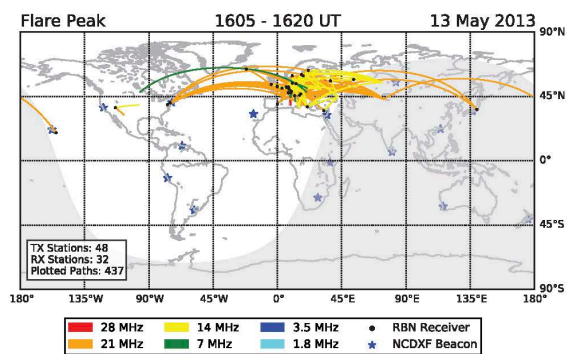 Flare Peak 1605 - 1620 UT 13 May 2013
90°N
45°N
0°
45°S
90°S
TX Stations: 48
RX Stations: 32
Plotted Paths: 437
180° 135°W 90°W 45°W 0° 45°E 90°E 135°E 180°
28 MHz 14 MHz 3.5 MHz RBN Receiver
21 MHz 7 MHz 1.8 MHz NCDXF Beacon